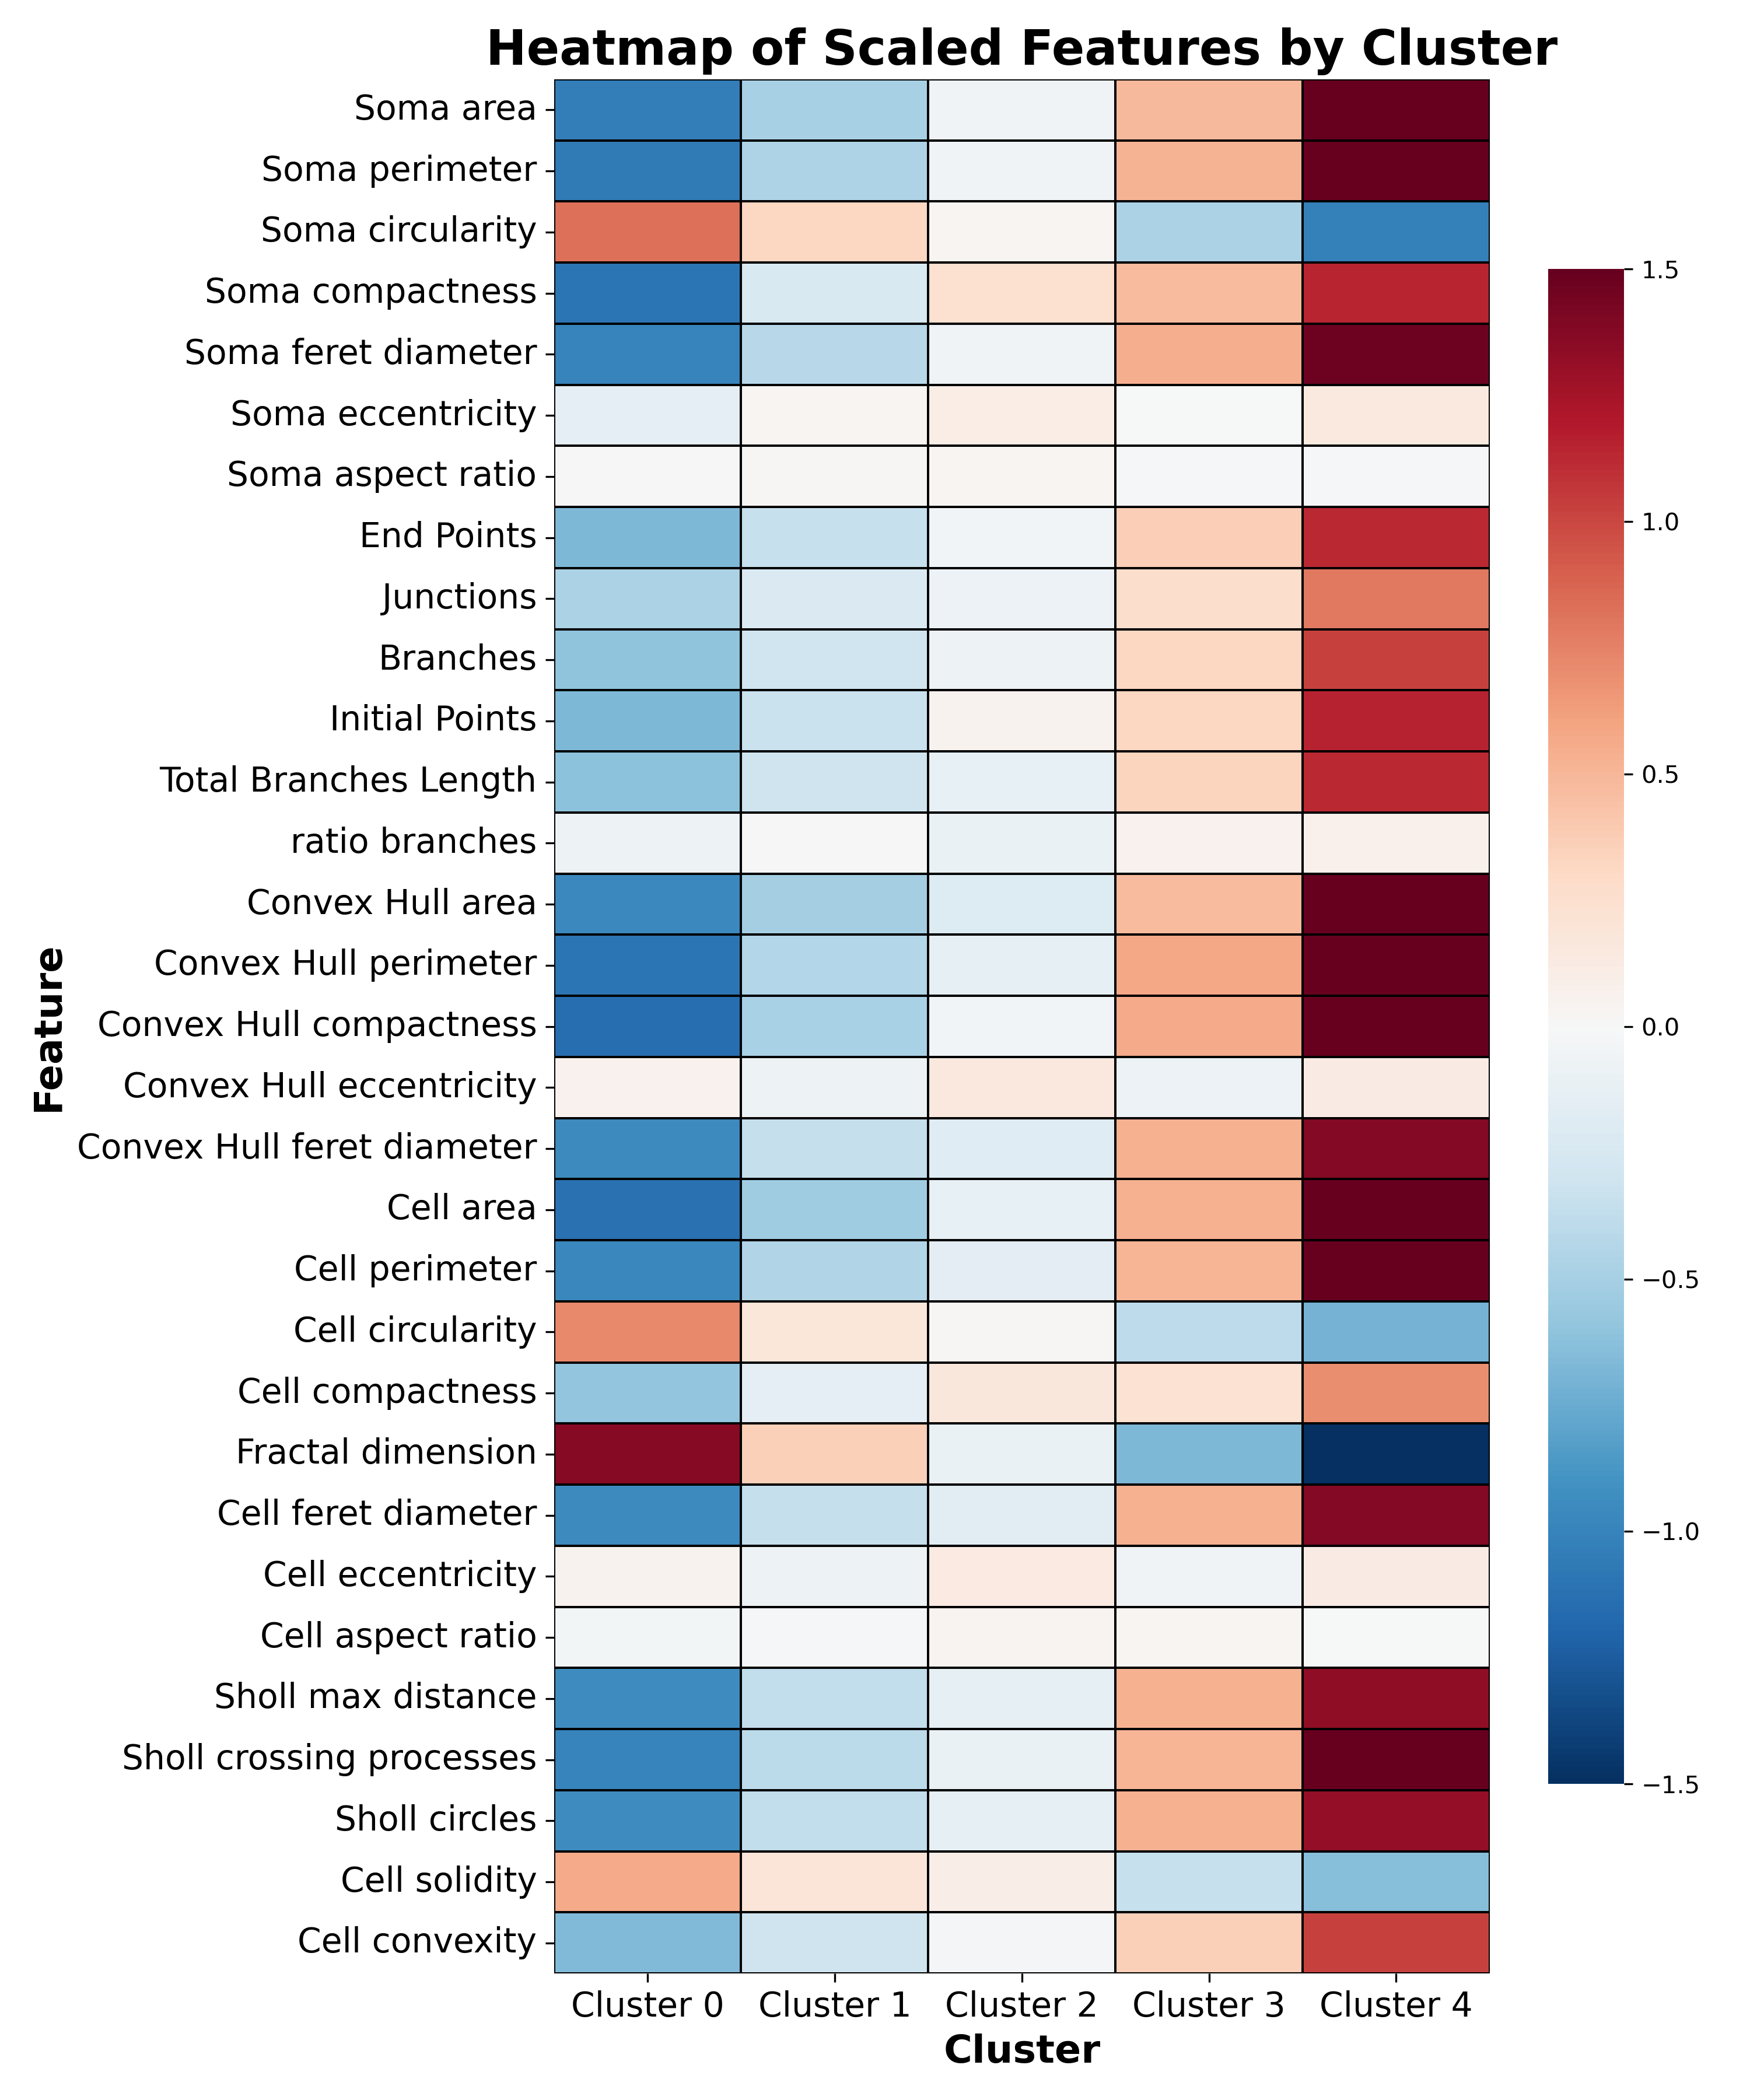 Heatmap of Scaled Features by Cluster
Soma area
Soma perimeter
Soma circularity
Soma compactness
Soma feret diameter
Soma eccentricity
Soma aspect ratio
End Points
Junctions
Branches
Initial Points
Total Branches Length
ratio branches
Convex Hull area
Convex Hull perimeter
Convex Hull compactness
Convex Hull eccentricity
Convex Hull feret diameter
Cell area
Cell perimeter
Cell circularity
Cell compactness
Fractal dimension
Cell feret diameter
Cell eccentricity
Cell aspect ratio
Sholl max distance
Sholl crossing processes
Sholl circles
Cell solidity
Cell convexity
Feature
Cluster 0 Cluster 1 Cluster 2 Cluster 3 Cluster 4
Cluster
1.5
1.0
0.5
0.0
−0.5
−1.0
−1.5